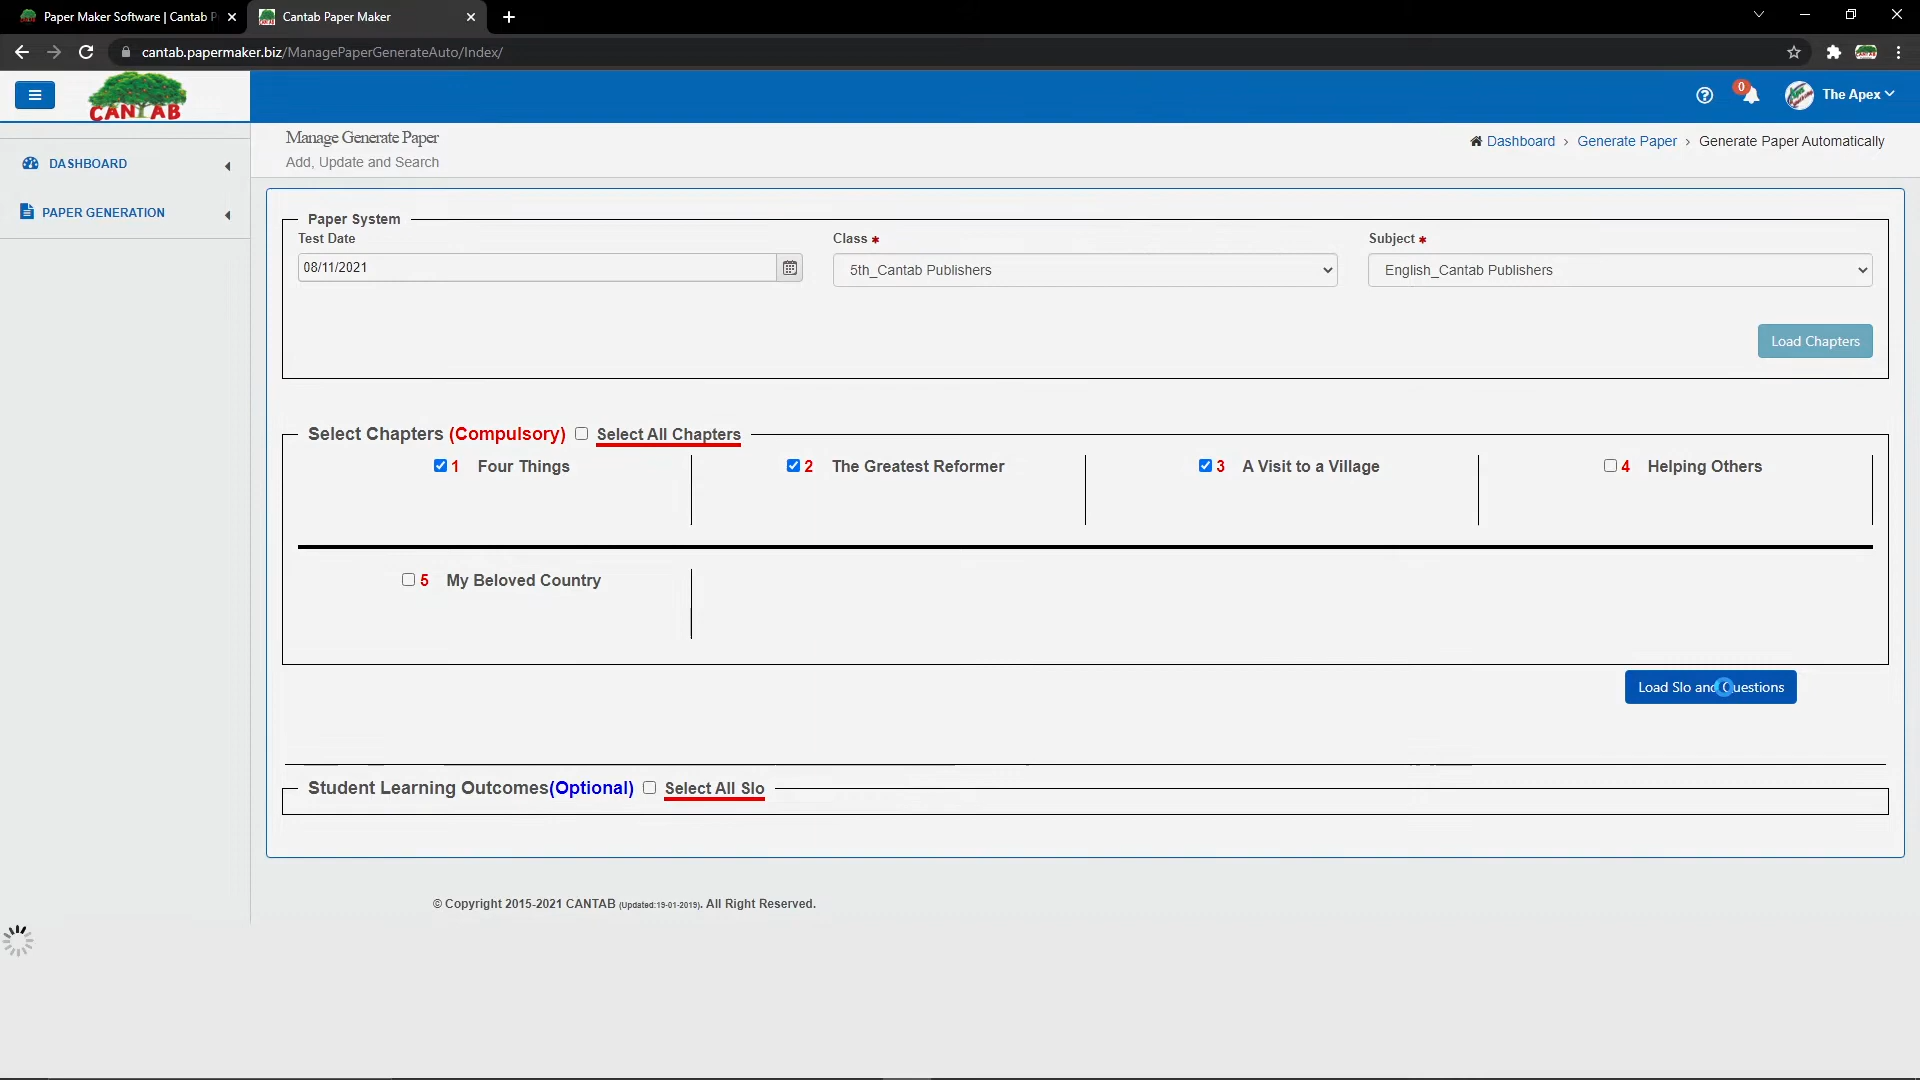 Paper Maker Software | Cantab P
Cantab Paper Maker
cantab.papermaker.biz/ManagePaperGenerateAuto/Index/
CANTAB
0
The Apex
Manage Generate Paper
Add, Update and Search
Dashboard › Generate Paper › Generate Paper Automatically
DASHBOARD
PAPER GENERATION
Paper System
Test Date
Class *
Subject *
08/11/2021
5th_Cantab Publishers
English_Cantab Publishers
Load Chapters
Select Chapters (Compulsory) Select All Chapters
1 Four Things
2 The Greatest Reformer
3 A Visit to a Village
4 Helping Others
5 My Beloved Country
Load Slo and Questions
Student Learning Outcomes(Optional) Select All Slo
© Copyright 2015-2021 CANTAB (Updated:19-01-2019). All Right Reserved.